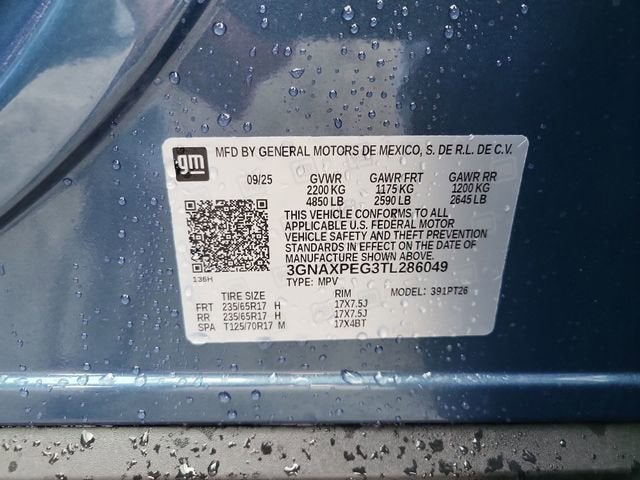 gm MFD BY GENERAL MOTORS DE MEXICO, S. DE R.L. DE C.V.
09/25 GVWR GAWR FRT GAWR RR
2200 KG 1175 KG 1200 KG
4850 LB 2590 LB 2645 LB
THIS VEHICLE CONFORMS TO ALL
APPLICABLE U.S. FEDERAL MOTOR
VEHICLE SAFETY AND THEFT PREVENTION
STANDARDS IN EFFECT ON THE DATE OF
MANUFACTURE SHOWN ABOVE.
3GNAXPEG3TL286049
136H TYPE: MPV MODEL: 391PT26
TIRE SIZE RIM
FRT 235/65R17 H 17X7.5J
RR 235/65R17 H 17X7.5J
SPA T125/70R17 M 17X4BT